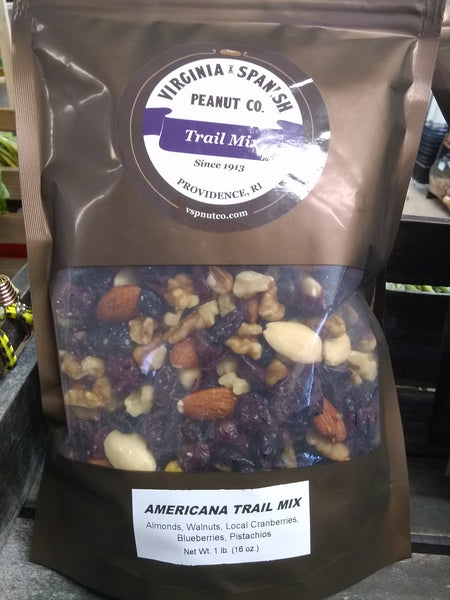 VIRGINIA & SPANISH
PEANUT CO.
Trail Mix
Since 1913
PROVIDENCE, RI
vspnutco.com
AMERICANA TRAIL MIX
Almonds, Walnuts, Local Cranberries,
Blueberries, Pistachios
Net Wt. 1 lb. (16 oz.)